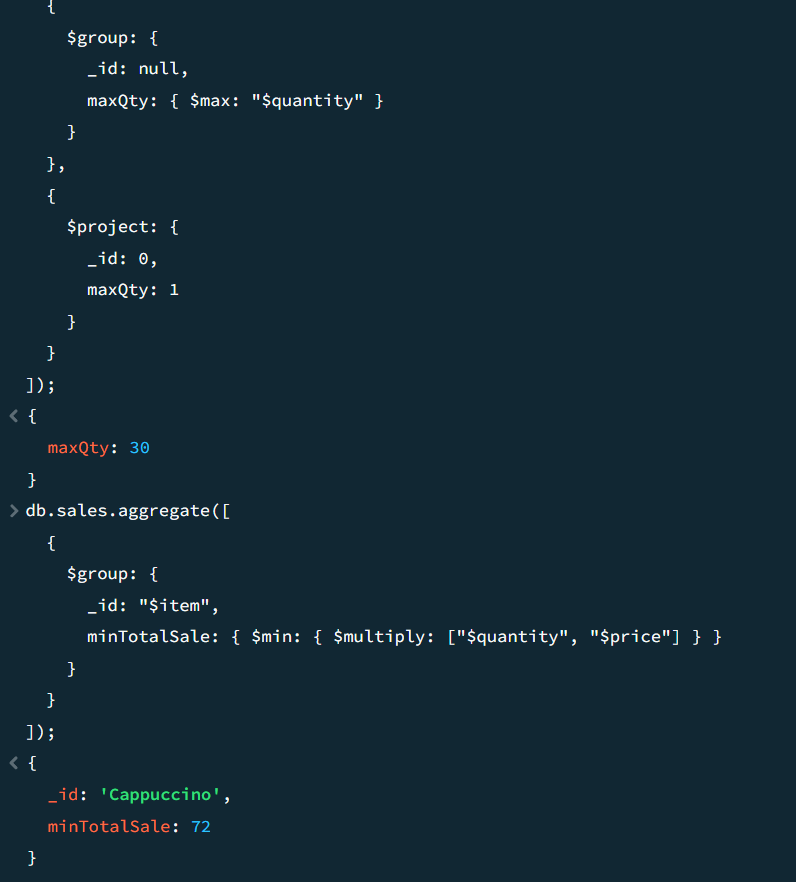 {
$group: {
_id: null,
maxQty: { $max: "$quantity" }
}
},
{
$project: {
_id: 0,
maxQty: 1
}
}
]);
{
maxQty: 30
}
db.sales.aggregate([
{
$group: {
_id: "$item",
minTotalSale: { $min: { $multiply: ["$quantity", "$price"] } }
}
}
]);
{
_id: 'Cappuccino',
minTotalSale: 72
}